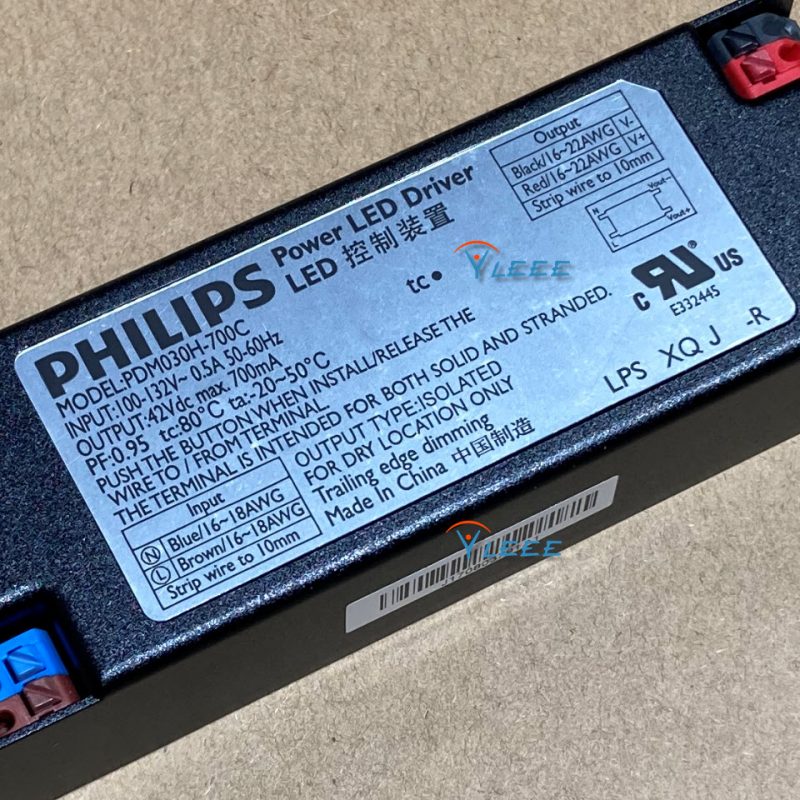 PHILIPS Power LED Driver
LED 控制装置
MODEL:PDM030H-700C
INPUT:100-132V~ 0.5A 50-60Hz
OUTPUT:42Vdc max. 700mA
PF:0.95 tc:80°C ta:-20~50°C
PUSH THE BUTTON WHEN INSTALL/RELEASE THE
WIRE TO / FROM TERMINAL.
THE TERMINAL IS INTENDED FOR BOTH SOLID AND STRANDED.
Input
N Blue/16~18AWG
L Brown/16~18AWG
Strip wire to 10mm
OUTPUT TYPE:ISOLATED
FOR DRY LOCATION ONLY
Trailing edge dimming
Made In China 中国制造
Output
Black/16~22AWG V-
Red/16~22AWG V+
Strip wire to 10mm
N
L
Vout-
Vout+
tc
YLEEE
c RU US
E332445
LPS XQ J -R
YLEEE